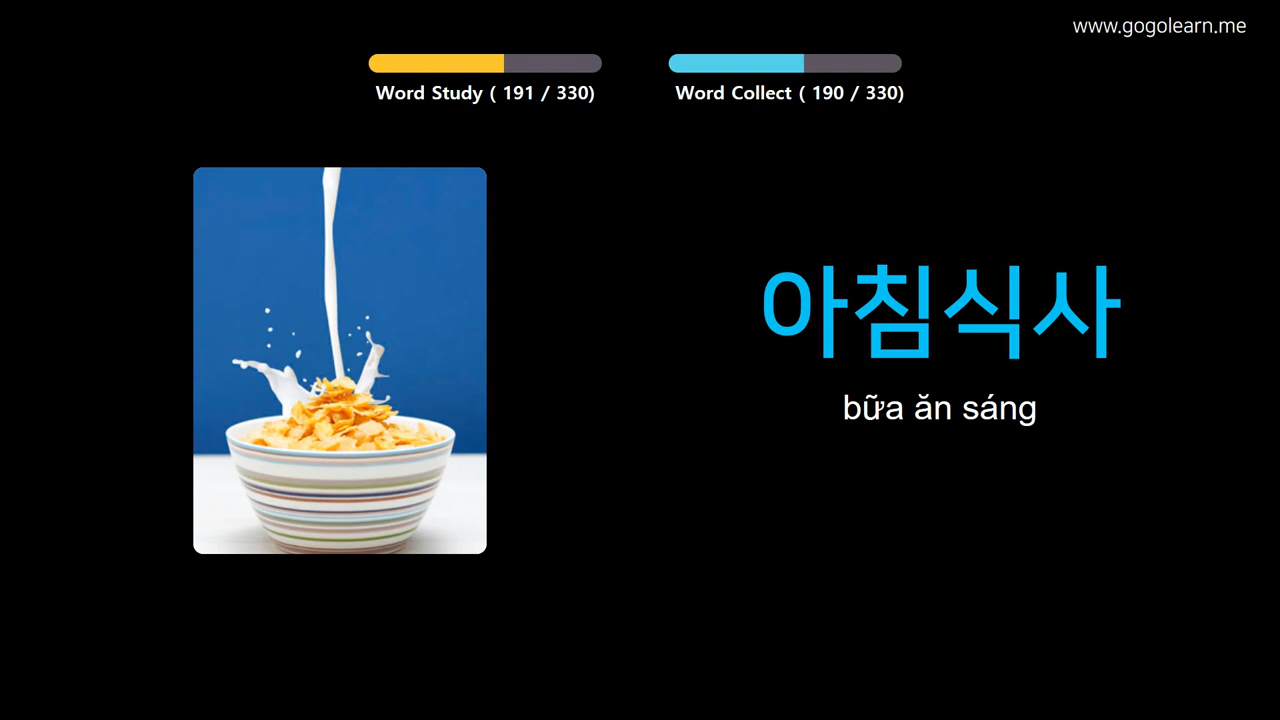 www.gogolearn.me
Word Study ( 191 / 330)
Word Collect ( 190 / 330)
아침식사
bữa ăn sáng